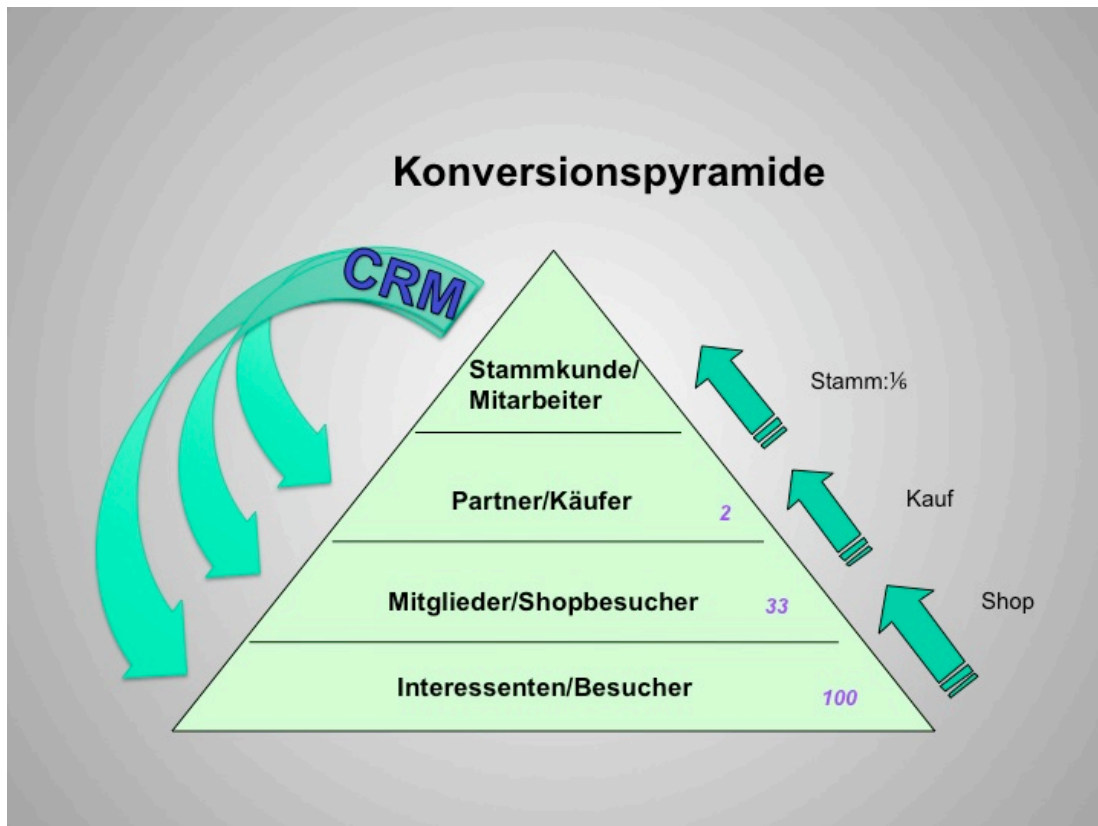 Konversionspyramide
CRM
Stammkunde/
Mitarbeiter
Stamm:⅙
Partner/Käufer
2
Kauf
Mitglieder/Shopbesucher
33
Shop
Interessenten/Besucher
100